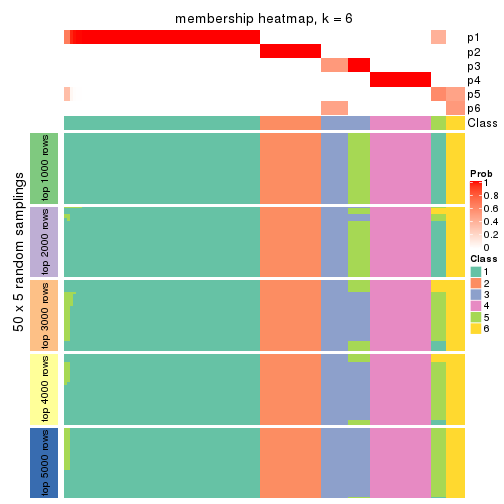 membership heatmap, k = 6
p1
p2
p3
p4
p5
p6
Class
50 x 5 random samplings
top 1000 rows
top 2000 rows
top 3000 rows
top 4000 rows
top 5000 rows
Prob
1
0.8
0.6
0.4
0.2
0
Class
1
2
3
4
5
6